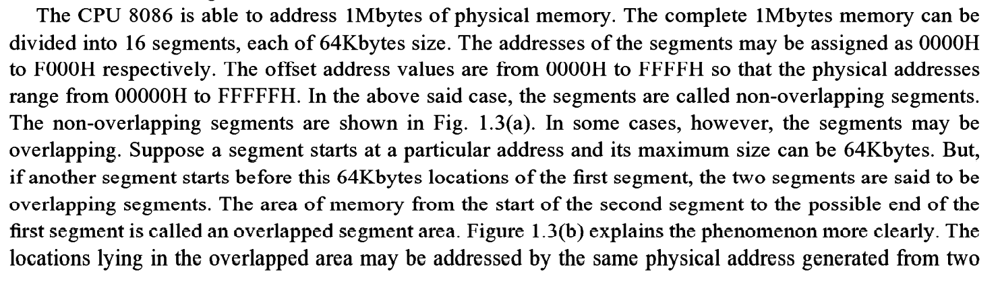 The CPU 8086 is able to address 1Mbytes of physical memory. The complete 1Mbytes memory can be
divided into 16 segments, each of 64Kbytes size. The addresses of the segments may be assigned as 0000H
to F000H respectively. The offset address values are from 0000H to FFFFH so that the physical addresses
range from 00000H to FFFFFH. In the above said case, the segments are called non-overlapping segments.
The non-overlapping segments are shown in Fig. 1.3(a). In some cases, however, the segments may be
overlapping. Suppose a segment starts at a particular address and its maximum size can be 64Kbytes. But,
if another segment starts before this 64Kbytes locations of the first segment, the two segments are said to be
overlapping segments. The area of memory from the start of the second segment to the possible end of the
first segment is called an overlapped segment area. Figure 1.3(b) explains the phenomenon more clearly. The
locations lying in the overlapped area may be addressed by the same physical address generated from two